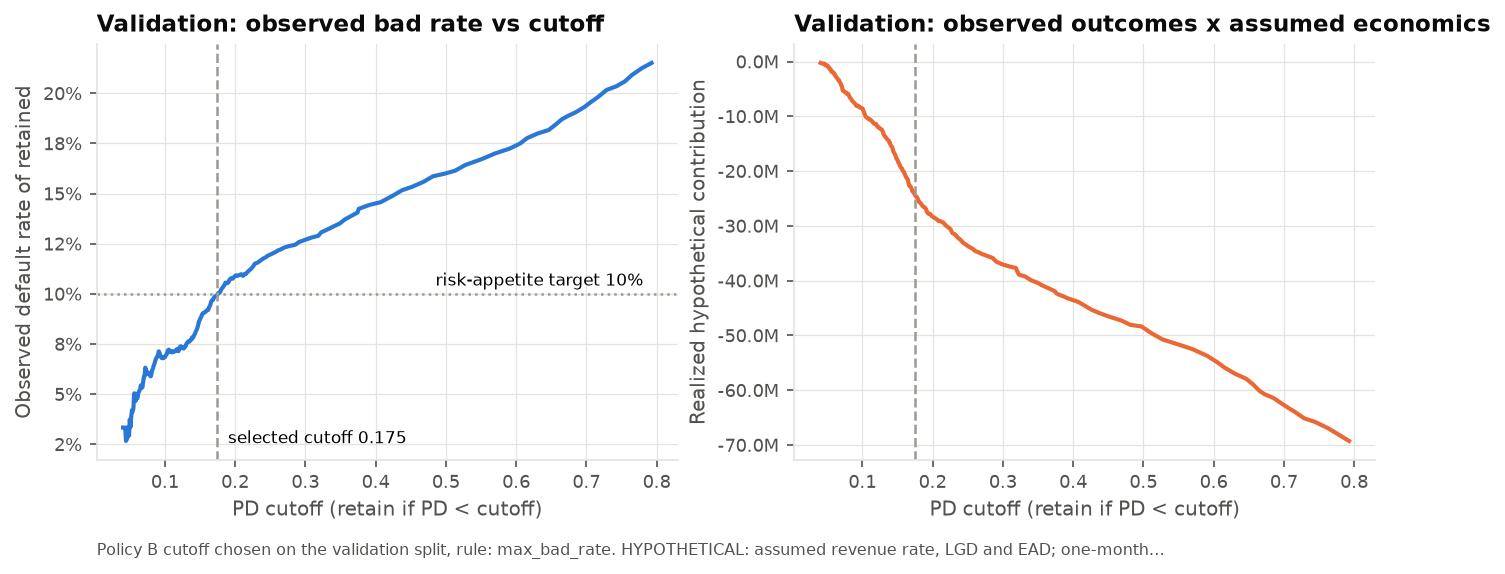 Validation: observed bad rate vs cutoff
Observed default rate of retained
20%
18%
15%
12%
10%
8%
5%
2%
risk-appetite target 10%
selected cutoff 0.175
0.1 0.2 0.3 0.4 0.5 0.6 0.7 0.8
PD cutoff (retain if PD < cutoff)
Validation: observed outcomes x assumed economics
Realized hypothetical contribution
0.0M
-10.0M
-20.0M
-30.0M
-40.0M
-50.0M
-60.0M
-70.0M
0.1 0.2 0.3 0.4 0.5 0.6 0.7 0.8
PD cutoff (retain if PD < cutoff)
Policy B cutoff chosen on the validation split, rule: max_bad_rate. HYPOTHETICAL: assumed revenue rate, LGD and EAD; one-month…